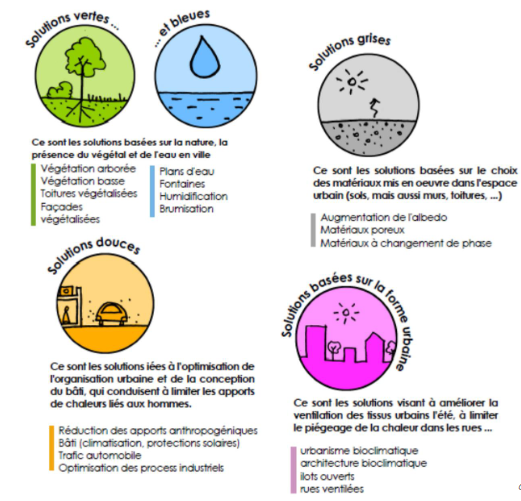 Solutions vertes ...
... et bleues
Ce sont les solutions basées sur la nature, la
présence du végétal et de l'eau en ville
Végétation arborée
Végétation basse
Toitures végétalisées
Façades
végétalisées
Plans d'eau
Fontaines
Humidification
Brumisation
Solutions grises
Ce sont les solutions basées sur le choix
des matériaux mis en oeuvre dans l'espace
urbain (sols, mais aussi murs, toitures, ...)
Augmentation de l'albedo
Matériaux poreux
Matériaux à changement de phase
Solutions douces
Ce sont les solutions iées à l'optimisation de
l'organisation urbaine et de la conception
du bâti, qui conduisent à limiter les apports
de chaleurs liés aux hommes.
Réduction des apports anthropogéniques
Bâti (climatisation, protections solaires)
Trafic automobile
Optimisation des process industriels
Solutions basées sur la forme urbaine
Ce sont les solutions visant à améliorer la
ventilation des tissus urbains l'été, à limiter
le piégeage de la chaleur dans les rues ...
urbanisme bioclimatique
architecture bioclimatique
ilots ouverts
rues ventilées